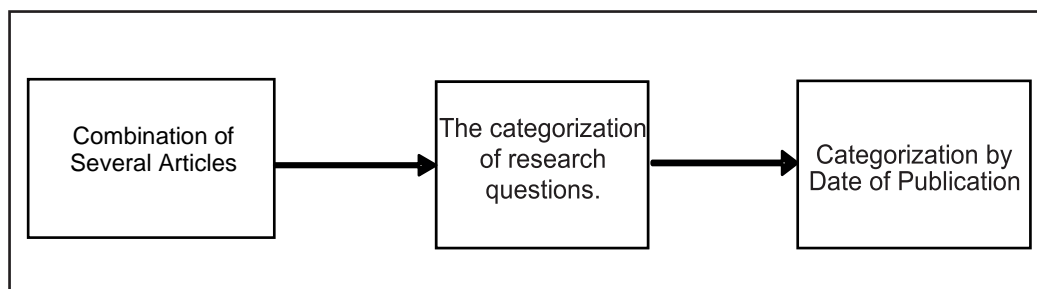 Combination of
Several Articles
The categorization
of research
questions.
Categorization by
Date of Publication